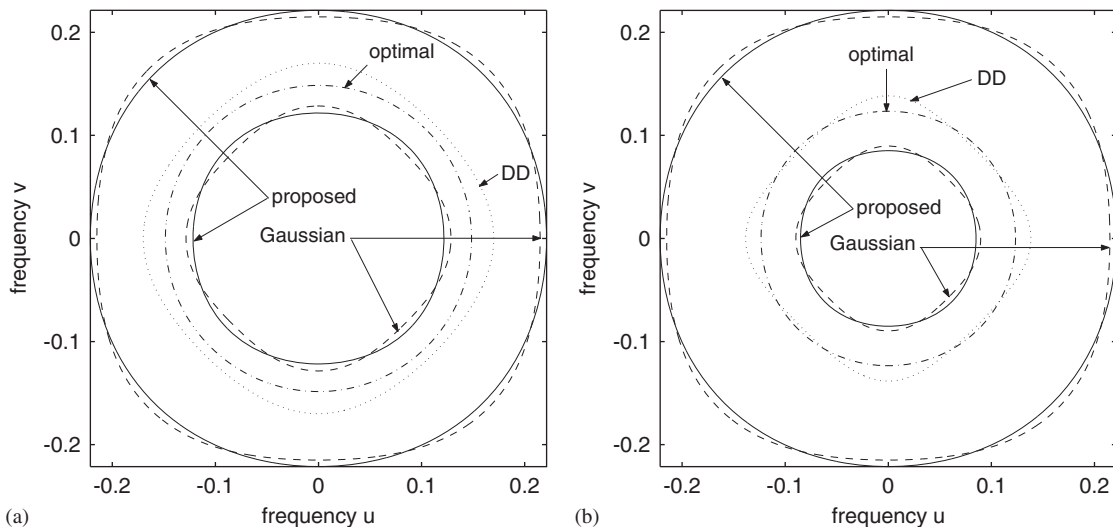 0.2
0.1
0
-0.1
-0.2
frequency v
optimal
DD
proposed
Gaussian
-0.2 -0.1 0 0.1 0.2
(a) frequency u
0.2
0.1
0
-0.1
-0.2
frequency v
optimal
DD
proposed
Gaussian
-0.2 -0.1 0 0.1 0.2
(b) frequency u